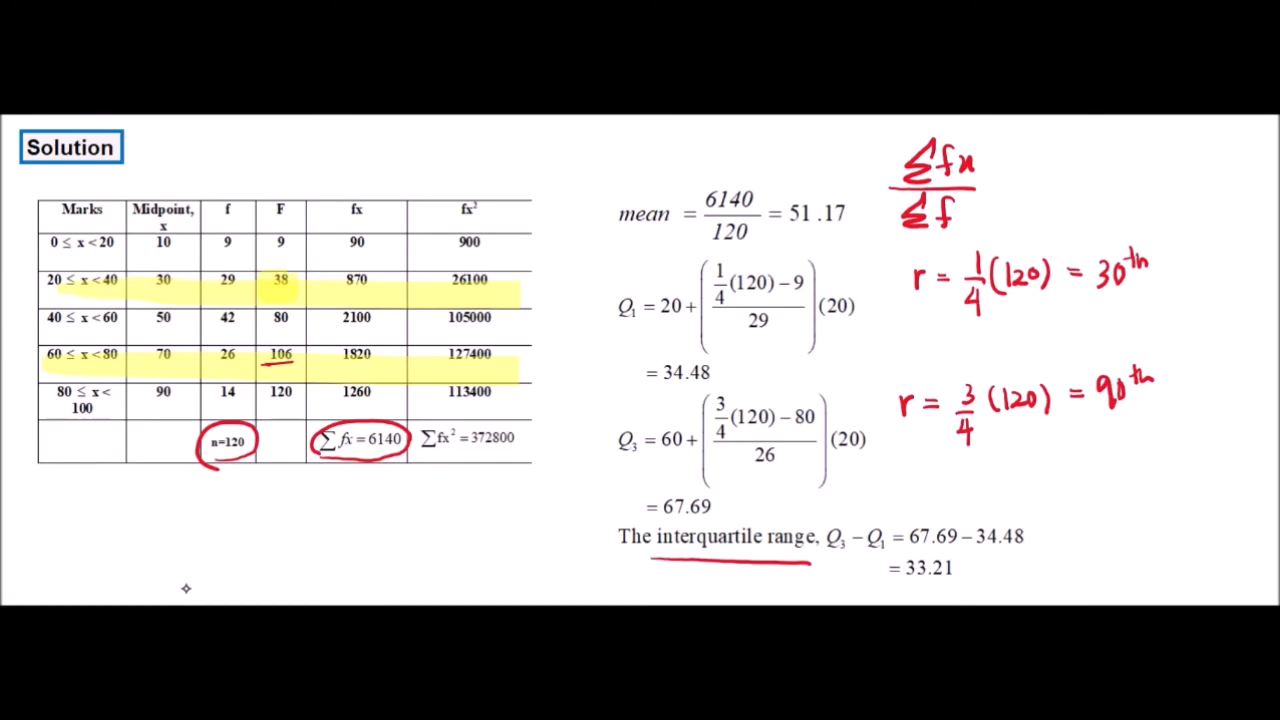 Solution
Marks Midpoint, x f F fx fx²
0 ≤ x < 20 10 9 9 90 900
20 ≤ x < 40 30 29 38 870 26100
40 ≤ x < 60 50 42 80 2100 105000
60 ≤ x < 80 70 26 106 1820 127400
80 ≤ x < 100 90 14 120 1260 113400
n=120 ∑fx = 6140 ∑fx² = 372800
mean = 6140/120 = 51 .17
Q₁ = 20 + ((1/4(120) − 9)/29)(20)
= 34.48
Q₃ = 60 + ((3/4(120) − 80)/26)(20)
= 67.69
The interquartile range, Q₃ − Q₁ = 67.69 − 34.48
= 33.21
∑fx/∑f
r = 1/4 (120) = 30th
r = 3/4 (120) = 90th